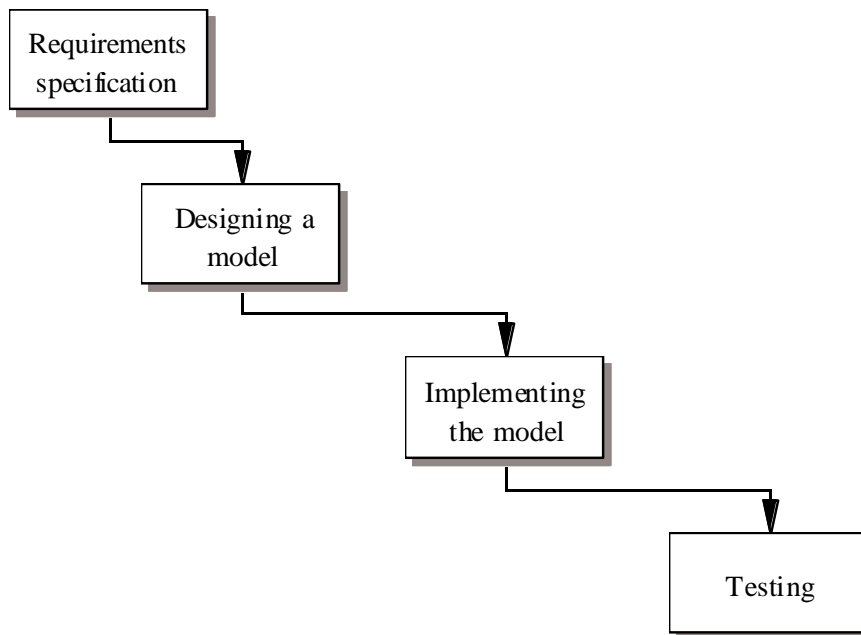 Requirements
specification
Designing a
model
Implementing
the model
Testing